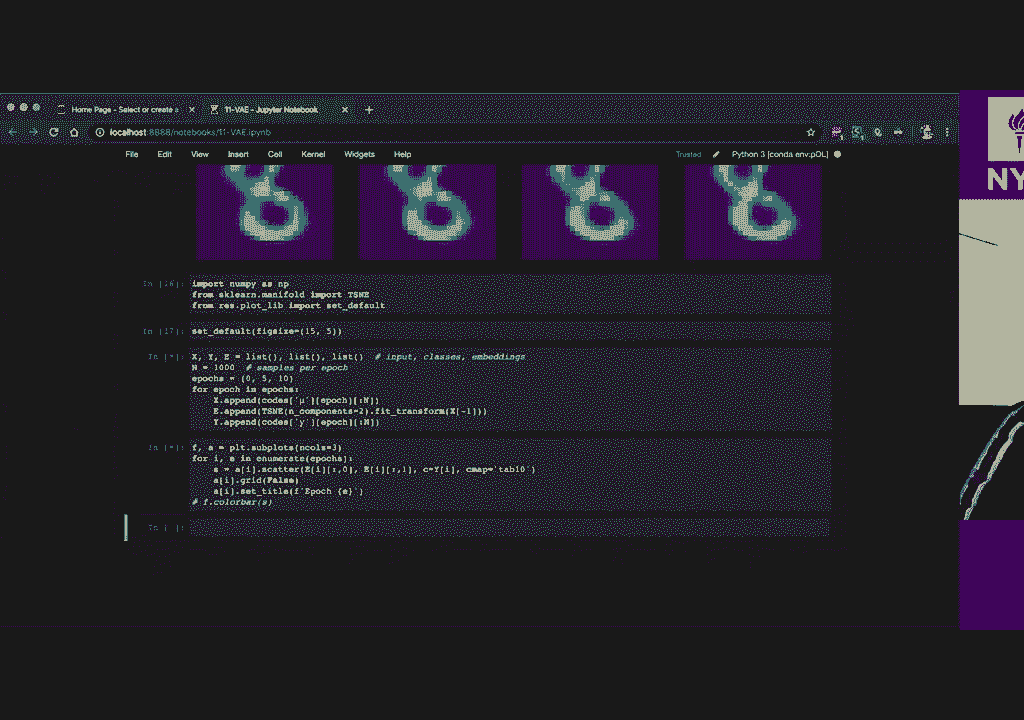 Home Page - Select or create a
11-VAE - Jupyter Notebook
localhost:8888/notebooks/11-VAE.ipynb
File Edit View Insert Cell Kernel Widgets Help
Trusted Python 3 [conda env:pDL]
NY
In [16]:
import numpy as np
from sklearn.manifold import TSNE
from res.plot_lib import set_default
In [17]:
set_default(figsize=(15, 5))
In [*]:
X, Y, E = list(), list(), list()  # input, classes, embeddings
N = 1000  # samples per epoch
epochs = (0, 5, 10)
for epoch in epochs:
    X.append(codes['μ'][epoch][:N])
    E.append(TSNE(n_components=2).fit_transform(X[-1]))
    Y.append(codes['y'][epoch][:N])
In [*]:
f, a = plt.subplots(ncols=3)
for i, e in enumerate(epochs):
    s = a[i].scatter(E[i][:,0], E[i][:,1], c=Y[i], cmap='tab10')
    a[i].grid(False)
    a[i].set_title(f'Epoch {e}')
# f.colorbar(s)
In [ ]: